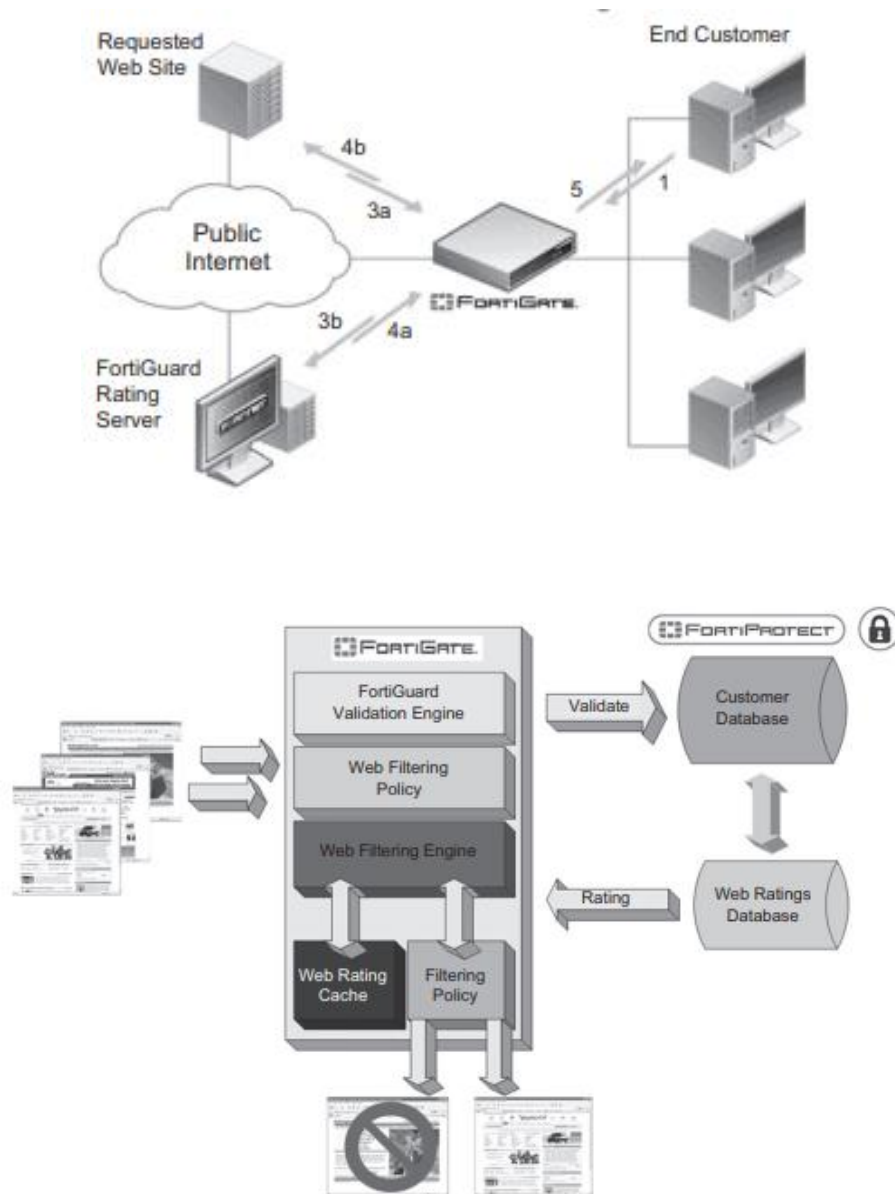 Requested
Web Site
End Customer
4b
3a
5
1
Public
Internet
FORTIGATE
3b
4a
FortiGuard
Rating
Server
FORTIGATE
FORTIPROTECT
FortiGuard
Validation Engine
Validate
Customer
Database
Web Filtering
Policy
Web Filtering Engine
Rating
Web Ratings
Database
Web Rating
Cache
Filtering
Policy